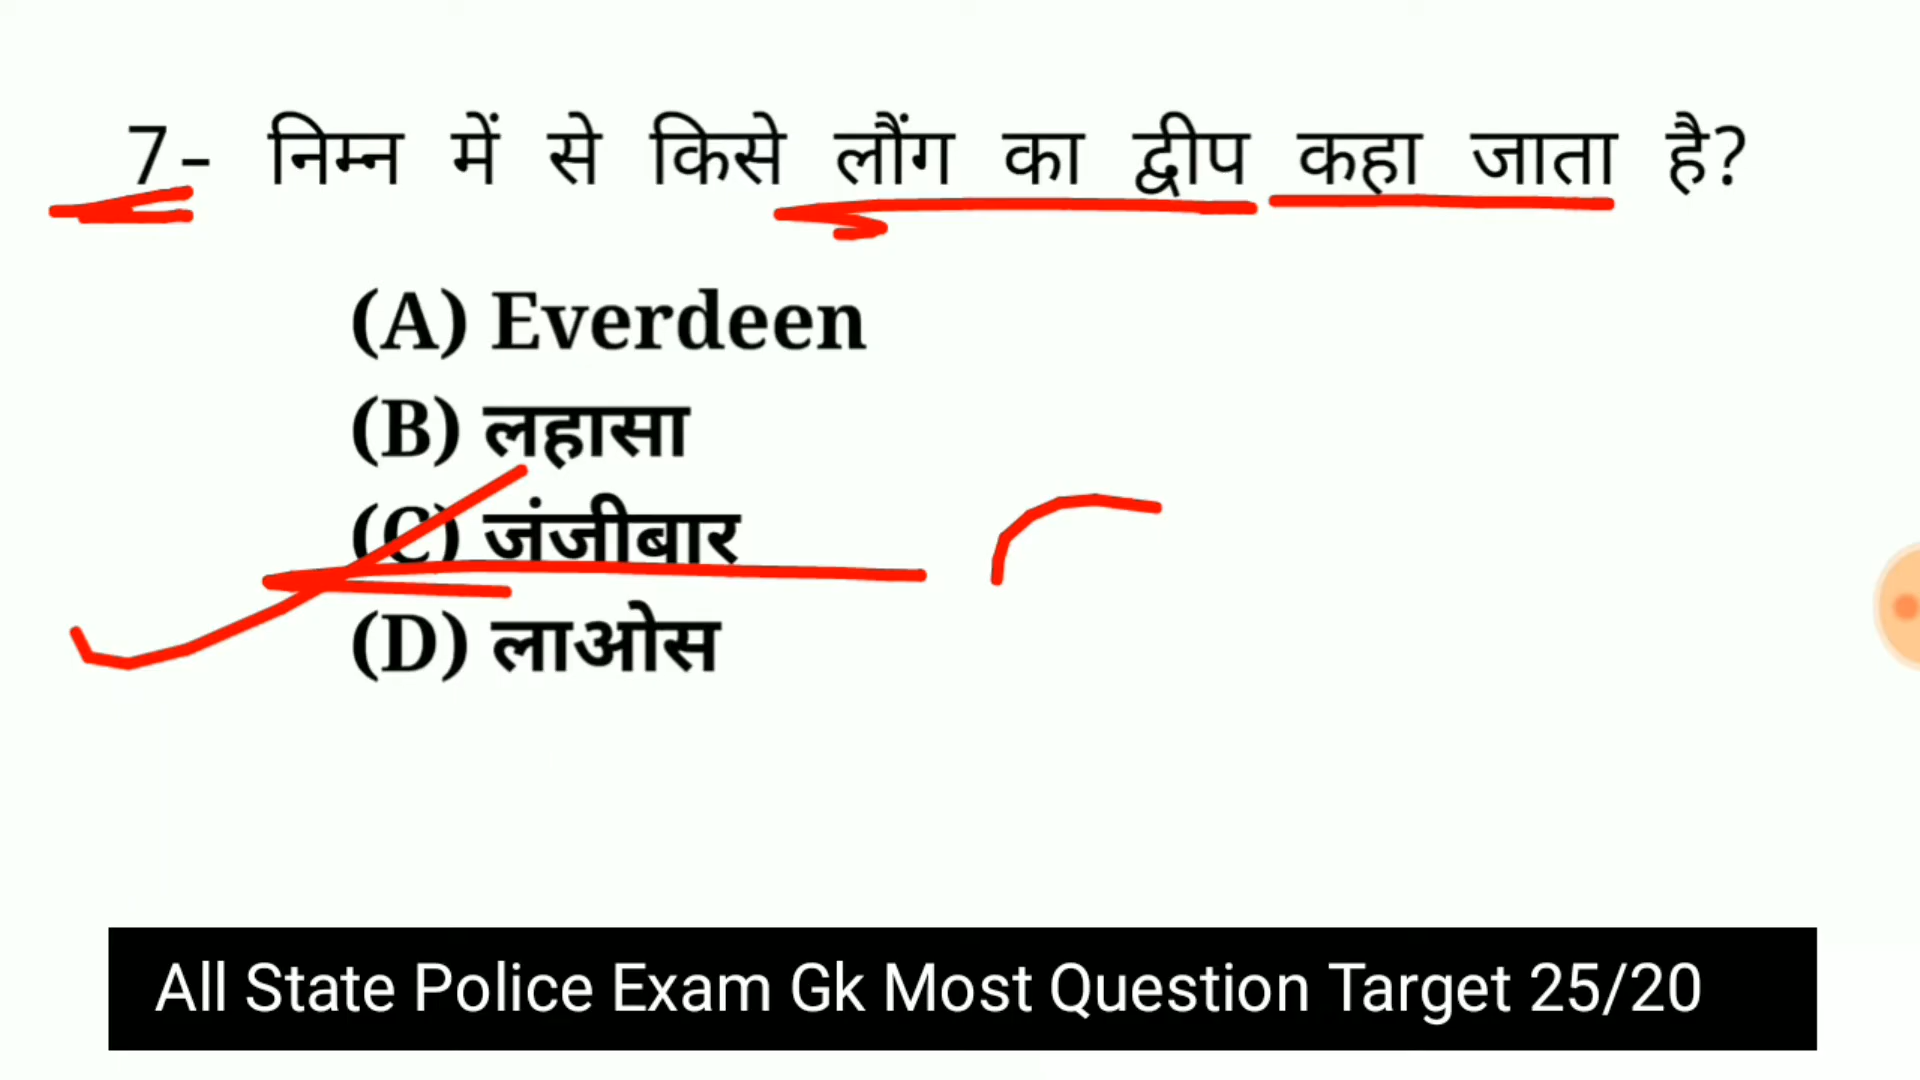 7- निम्न में से किसे लौंग का द्वीप कहा जाता है?
(A) Everdeen
(B) लहासा
(C) जंजीबार
(D) लाओस
All State Police Exam Gk Most Question Target 25/20